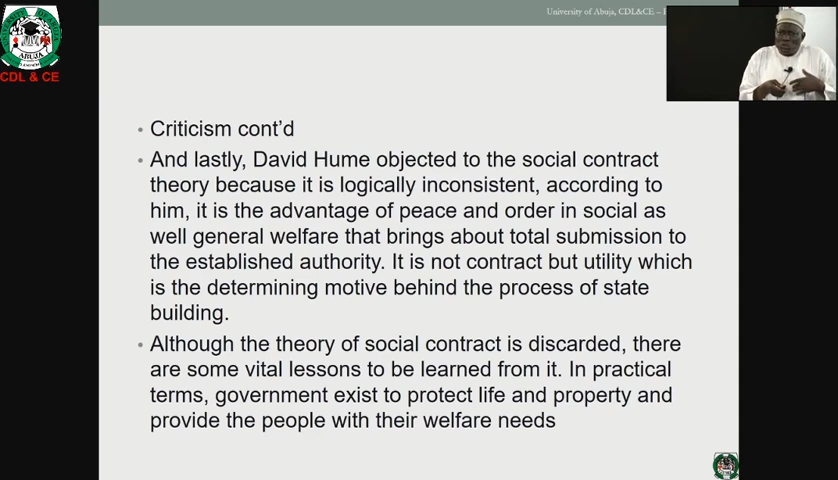 University of Abuja, CDL&CE –
ABUJA
CDL & CE
Criticism cont’d
And lastly, David Hume objected to the social contract
theory because it is logically inconsistent, according to
him, it is the advantage of peace and order in social as
well general welfare that brings about total submission to
the established authority. It is not contract but utility which
is the determining motive behind the process of state
building.
Although the theory of social contract is discarded, there
are some vital lessons to be learned from it. In practical
terms, government exist to protect life and property and
provide the people with their welfare needs